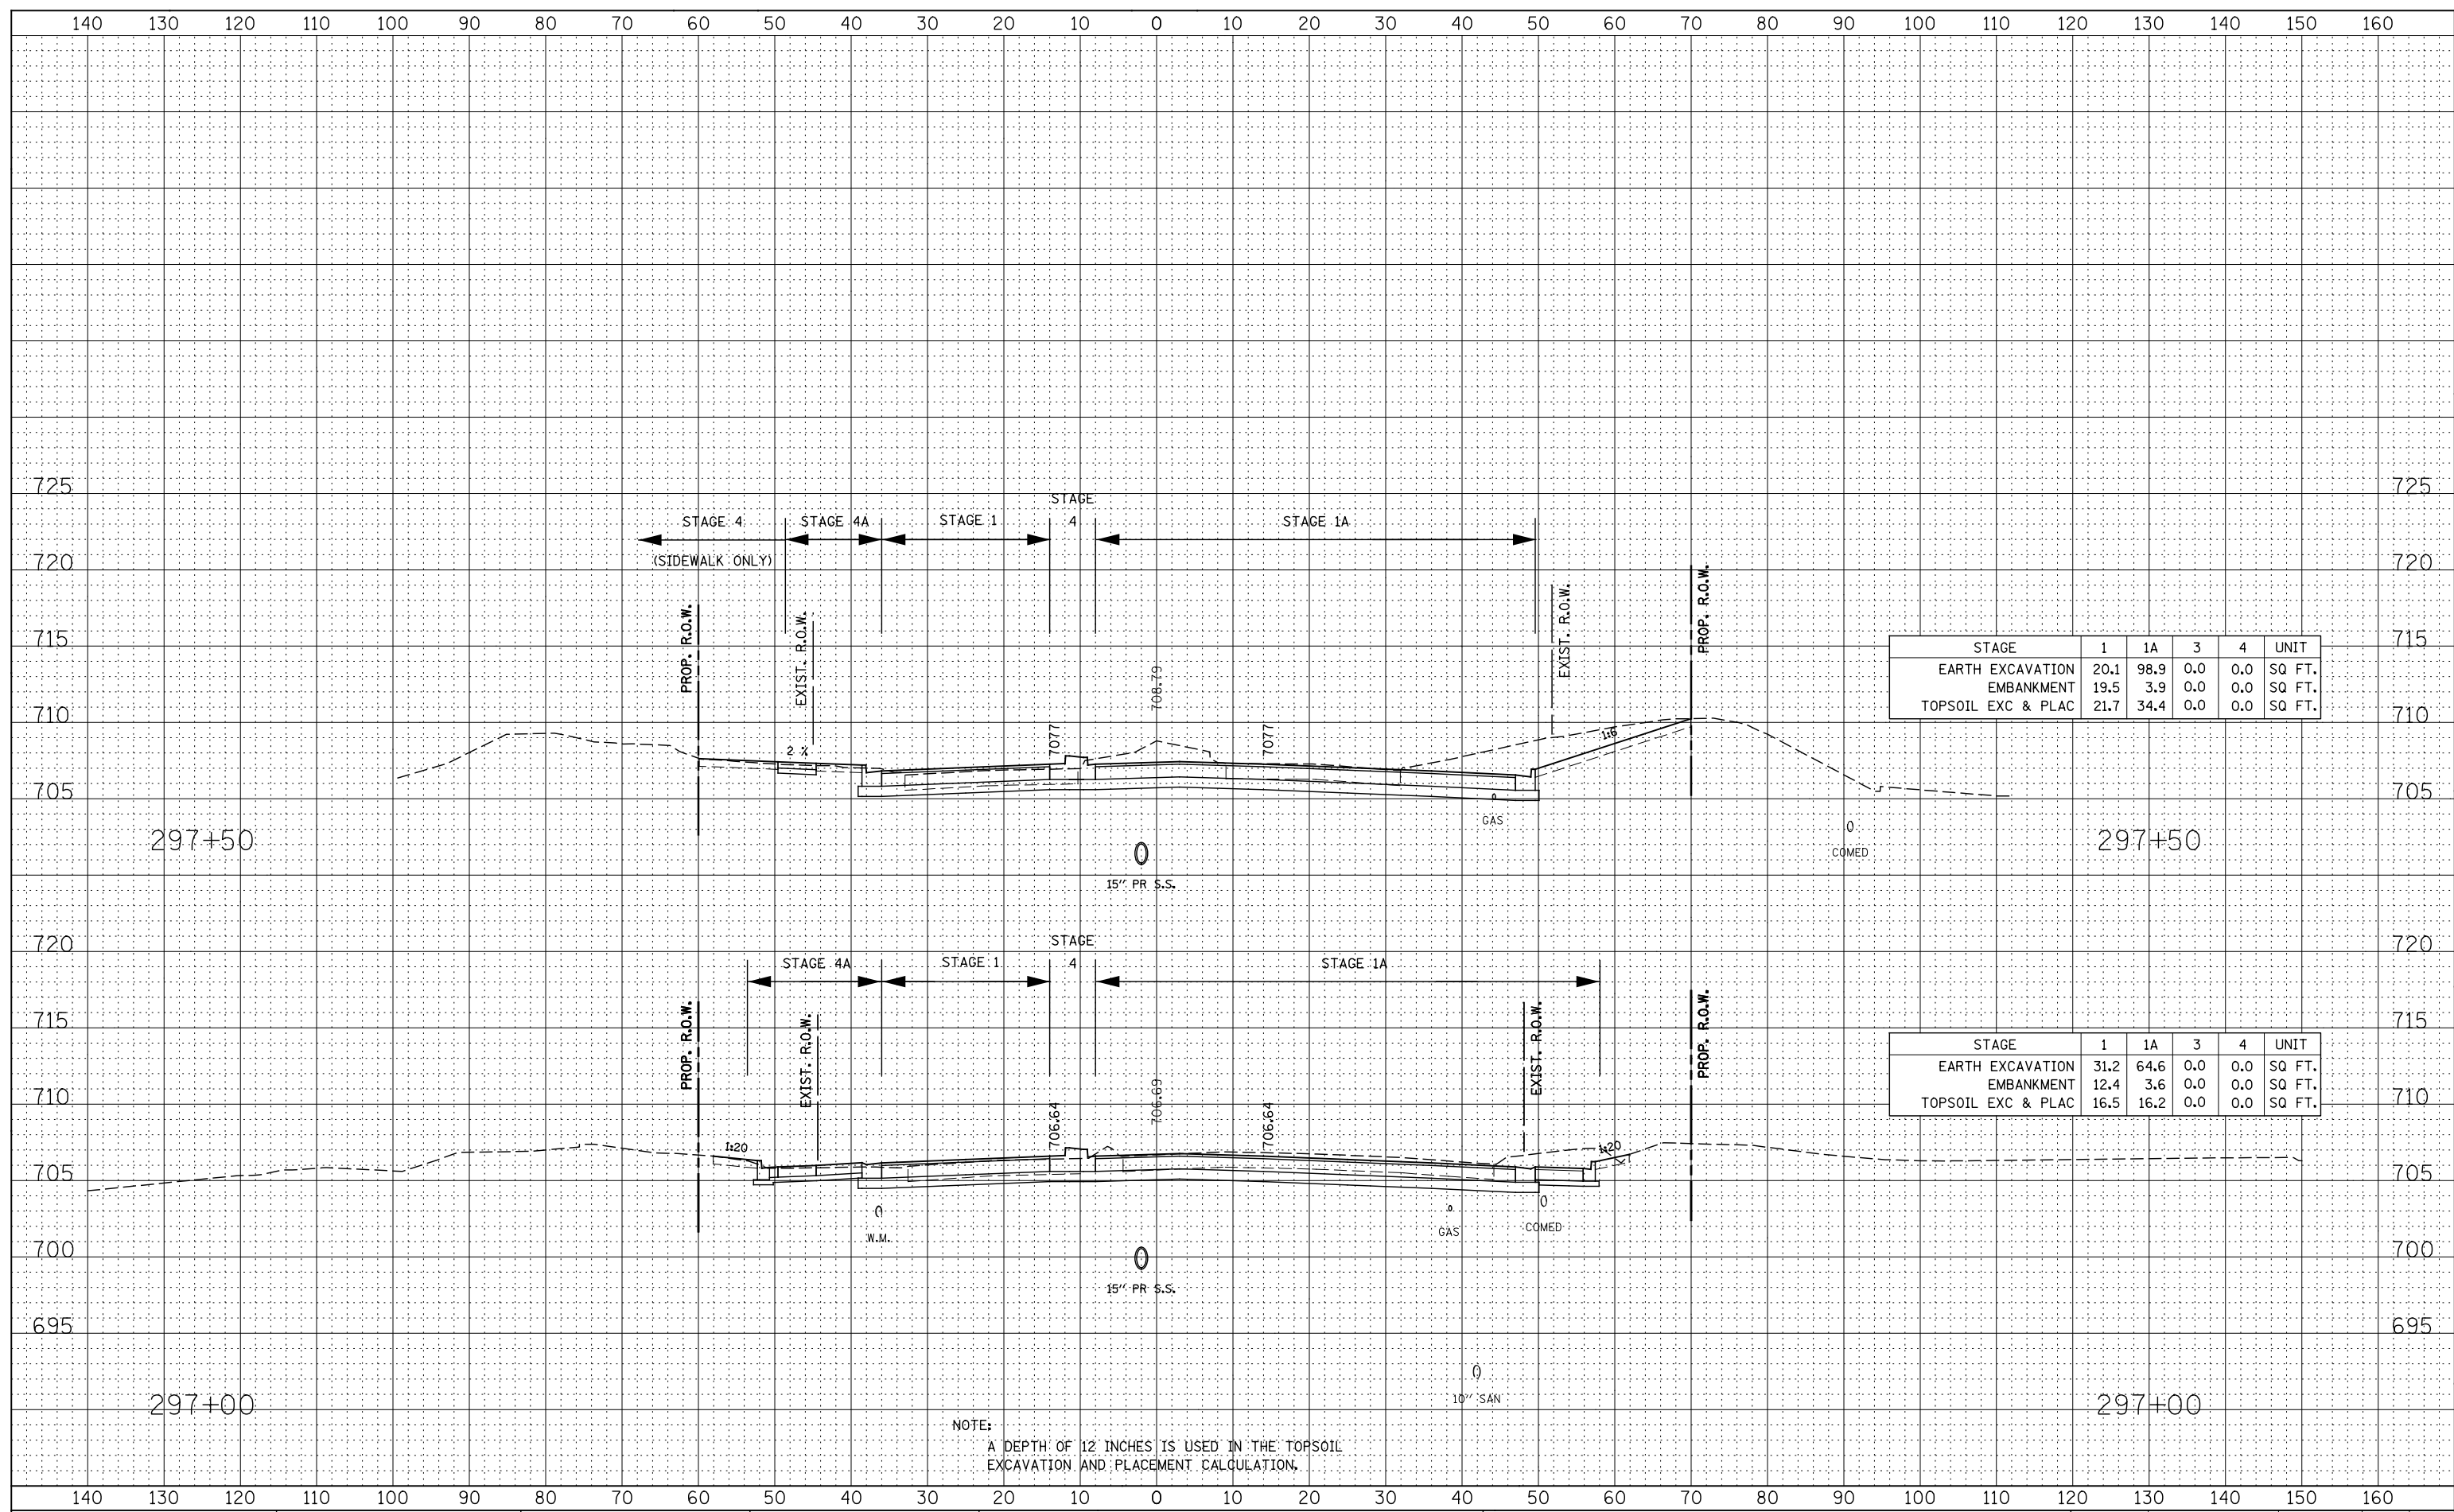 140 130 120 110 100 90 80 70 60 50 40 30 20 10 0 10 20 30 40 50 60 70 80 90 100 110 120 130 140 150 160
725 725
STAGE
STAGE 4 STAGE 4A STAGE 1 4 STAGE 1A
(SIDEWALK ONLY)
720 720
PROP. R.O.W.
EXIST. R.O.W.
EXIST. R.O.W.
PROP. R.O.W.
715 715
STAGE 1 1A 3 4 UNIT
EARTH EXCAVATION 20.1 98.9 0.0 0.0 SQ FT.
EMBANKMENT 19.5 3.9 0.0 0.0 SQ FT.
TOPSOIL EXC & PLAC 21.7 34.4 0.0 0.0 SQ FT.
708.79
710 710
2 %
7077
7077
1:6
705 705
GAS
297+50 297+50
COMED
15" PR S.S.
720 720
STAGE
STAGE 4A STAGE 1 4 STAGE 1A
PROP. R.O.W.
EXIST. R.O.W.
EXIST. R.O.W.
PROP. R.O.W.
715 715
STAGE 1 1A 3 4 UNIT
EARTH EXCAVATION 31.2 64.6 0.0 0.0 SQ FT.
EMBANKMENT 12.4 3.6 0.0 0.0 SQ FT.
TOPSOIL EXC & PLAC 16.5 16.2 0.0 0.0 SQ FT.
710 710
706.69
706.64
706.64
1:20
1:20
705 705
W.M.
GAS
COMED
700 700
15" PR S.S.
695 695
10" SAN
297+00 297+00
NOTE:
A DEPTH OF 12 INCHES IS USED IN THE TOPSOIL
EXCAVATION AND PLACEMENT CALCULATION.
140 130 120 110 100 90 80 70 60 50 40 30 20 10 0 10 20 30 40 50 60 70 80 90 100 110 120 130 140 150 160